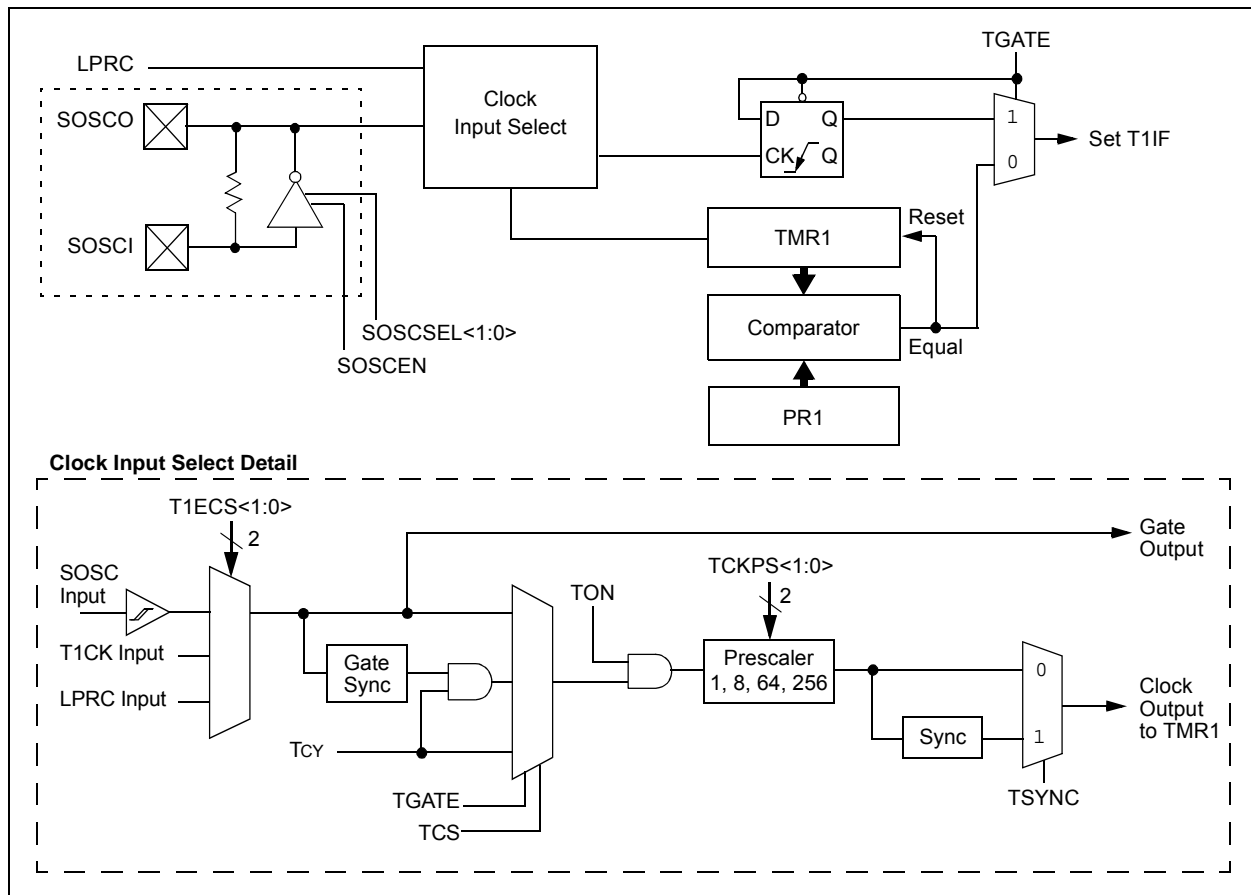 TGATE
LPRC
Clock
Input Select
SOSCO
D Q
CK Q
1
0
Set T1IF
SOSCI
TMR1
Reset
Comparator
Equal
SOSCSEL<1:0>
SOSCEN
PR1
Clock Input Select Detail
T1ECS<1:0>
2
Gate
Output
SOSC
Input
TCKPS<1:0>
2
TON
T1CK Input
Gate
Sync
Prescaler
1, 8, 64, 256
0
LPRC Input
Clock
Output
to TMR1
Sync
1
TCY
TGATE
TCS
TSYNC